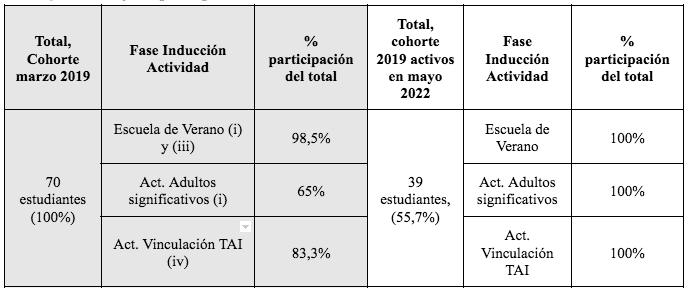 Total,
Cohorte
marzo 2019
Fase Inducción
Actividad
%
participación
del total
Total,
cohorte
2019 activos
en mayo
2022
Fase
Inducción
Actividad
%
participación
del total
70
estudiantes
(100%)
Escuela de Verano (i)
y (iii)
98,5%
39
estudiantes,
(55,7%)
Escuela de
Verano
100%
Act. Adultos
significativos (i)
65%
Act. Adultos
significativos
100%
Act. Vinculación TAI
(iv)
83,3%
Act.
Vinculación
TAI
100%